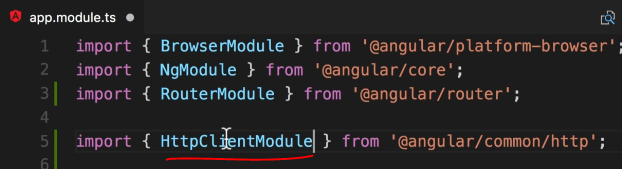 app.module.ts
1 import { BrowserModule } from '@angular/platform-browser';
2 import { NgModule } from '@angular/core';
3 import { RouterModule } from '@angular/router';
4
5 import { HttpClientModule } from '@angular/common/http';
6